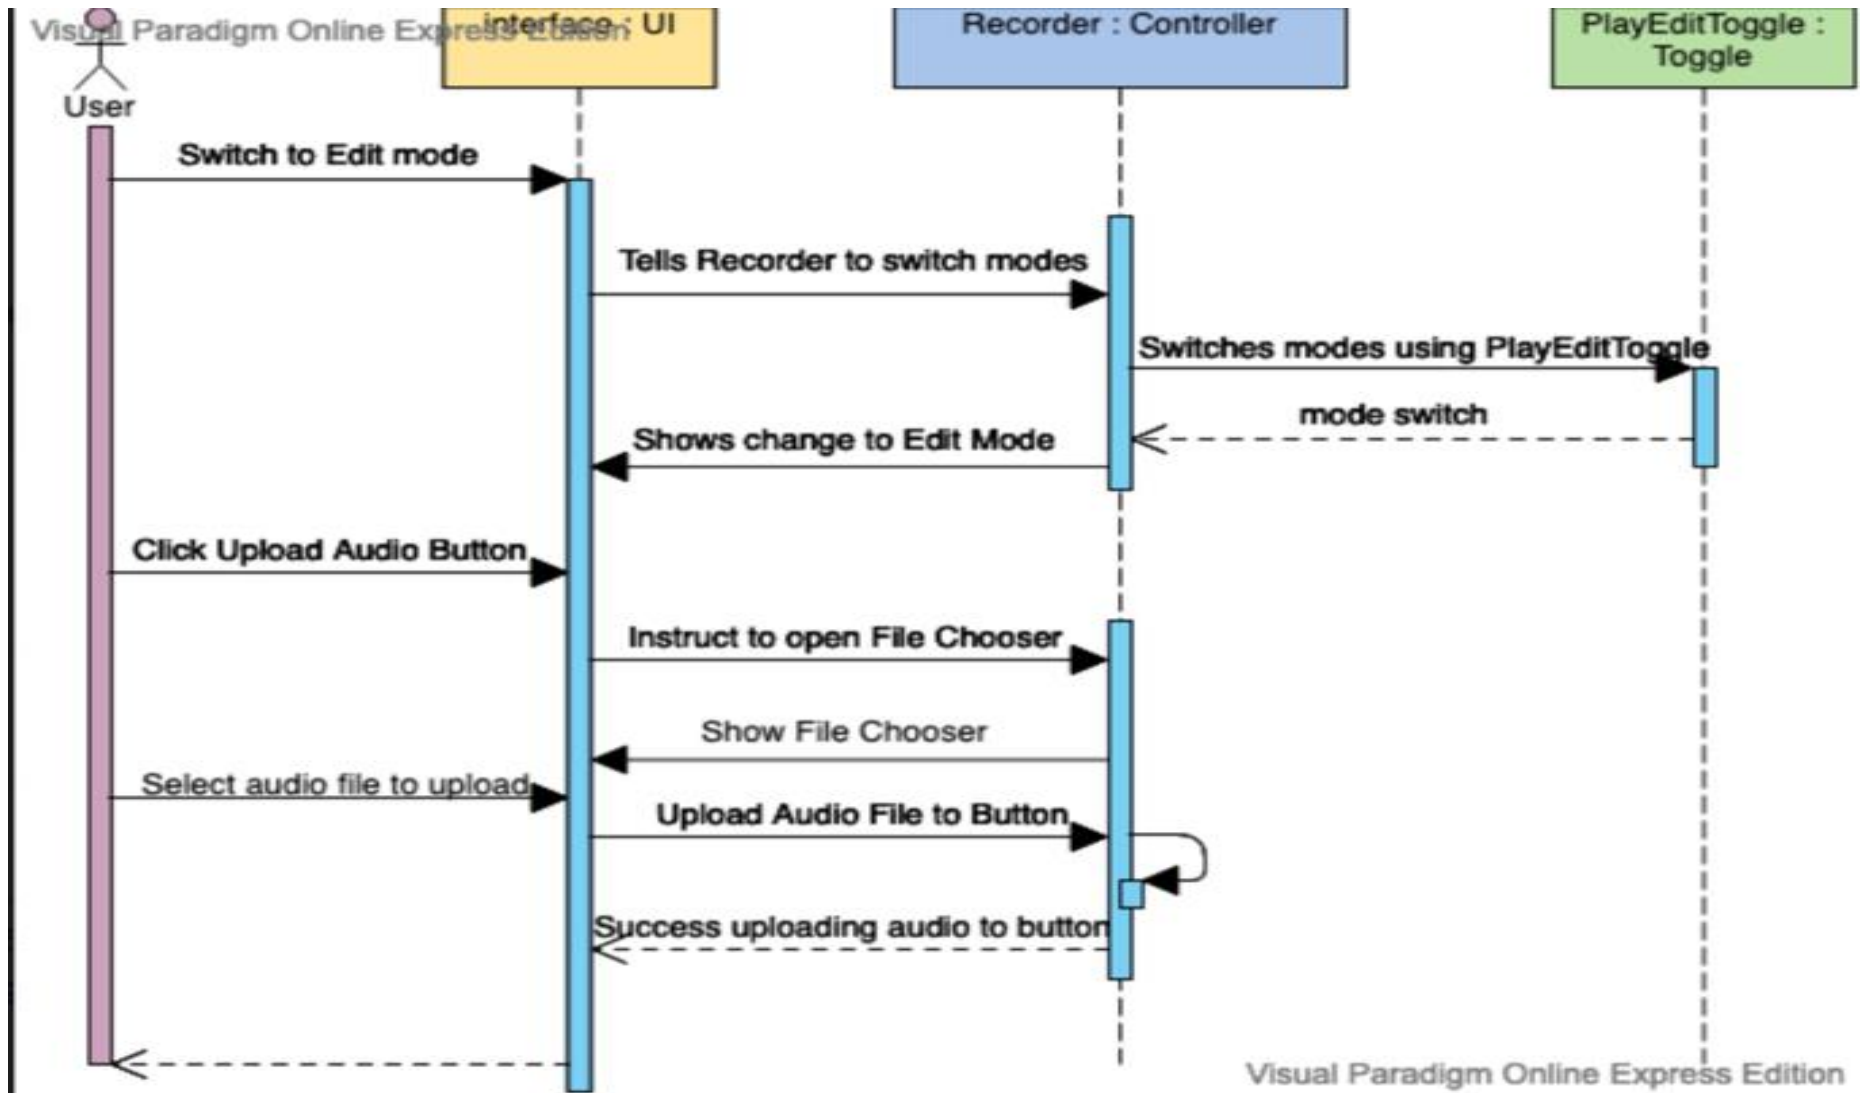 Visual Paradigm Online Express Edition
interface : UI
Recorder : Controller
PlayEditToggle :
Toggle
User
Switch to Edit mode
Tells Recorder to switch modes
Switches modes using PlayEditToggle
mode switch
Shows change to Edit Mode
Click Upload Audio Button
Instruct to open File Chooser
Show File Chooser
Select audio file to upload
Upload Audio File to Button
Success uploading audio to button
Visual Paradigm Online Express Edition